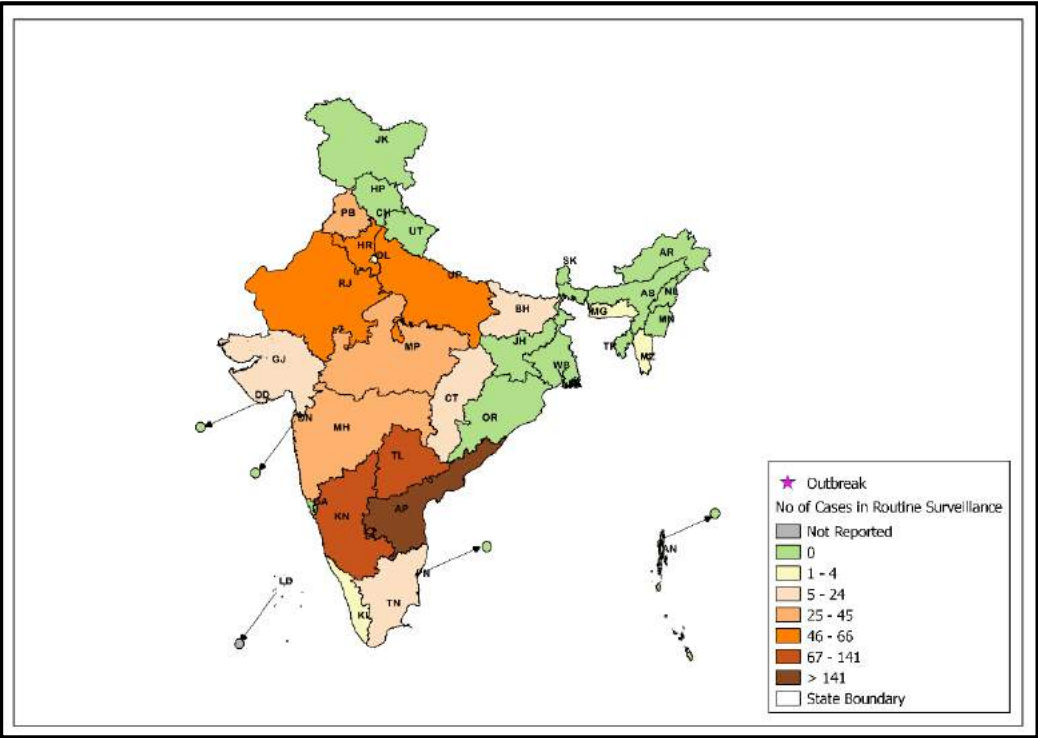 JK
HP
CH
PB
UT
HR
DL
RJ
UP
SK
AR
AS
NL
MG
MN
BH
TR
MZ
JH
WB
MP
GJ
CT
DD
DN
OR
MH
TL
GA
KN
AP
AN
PN
LD
TN
KL
Outbreak
No of Cases in Routine Surveillance
Not Reported
0
1 - 4
5 - 24
25 - 45
46 - 66
67 - 141
> 141
State Boundary